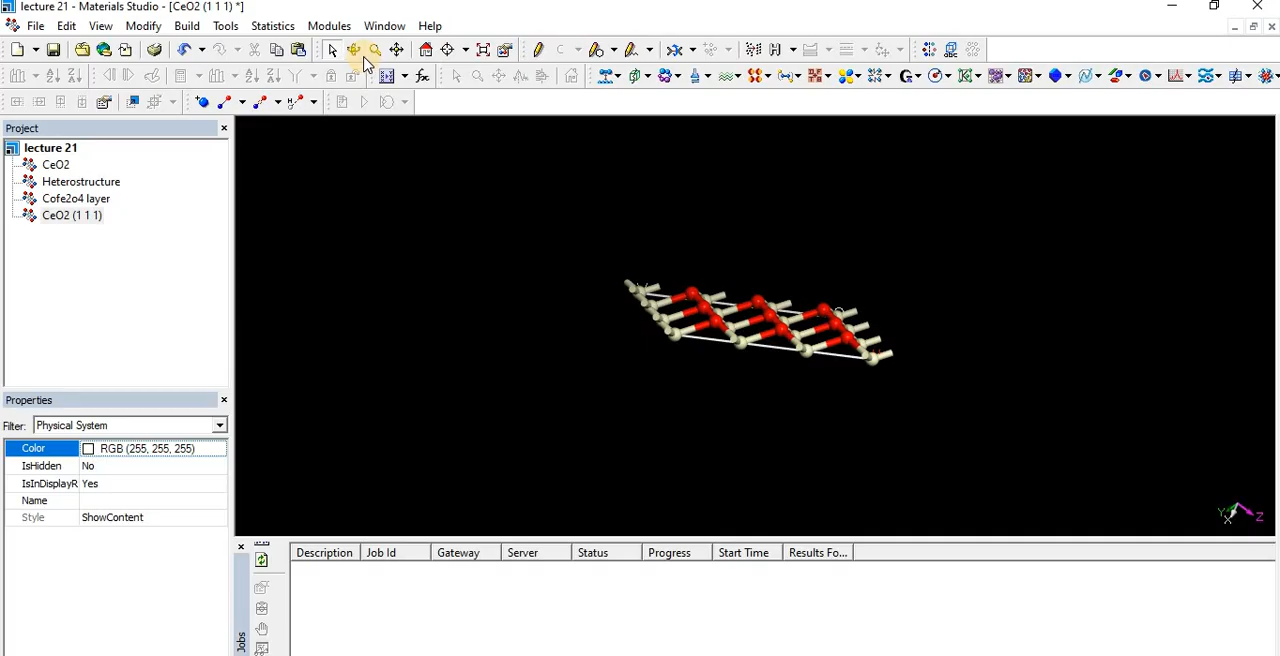 lecture 21 - Materials Studio - [CeO2 (1 1 1) *]
File Edit View Modify Build Tools Statistics Modules Window Help
Project
lecture 21
CeO2
Heterostructure
Cofe2o4 layer
CeO2 (1 1 1)
Properties
Filter: Physical System
Color RGB (255, 255, 255)
IsHidden No
IsInDisplayR Yes
Name
Style ShowContent
Y X Z
Description Job Id Gateway Server Status Progress Start Time Results Fo...
Jobs